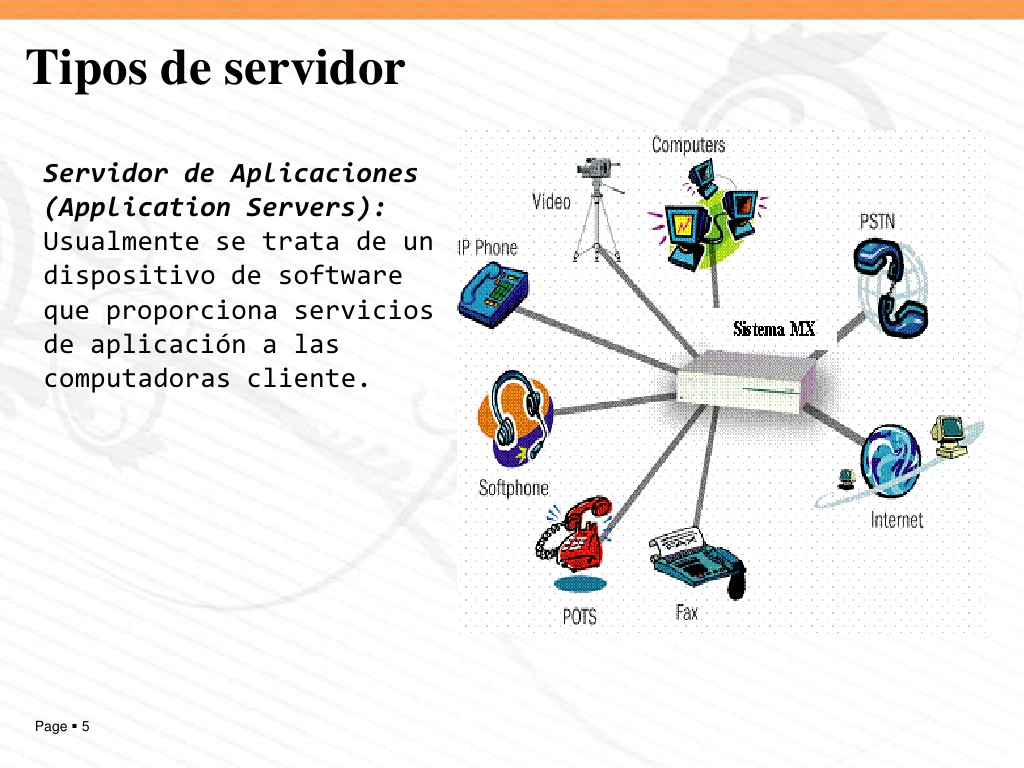 Tipos de servidor
Servidor de Aplicaciones
(Application Servers):
Usualmente se trata de un
dispositivo de software
que proporciona servicios
de aplicación a las
computadoras cliente.
Computers
Video
PSTN
IP Phone
Sistema MX
Softphone
Internet
POTS
Fax
Page ▪ 5